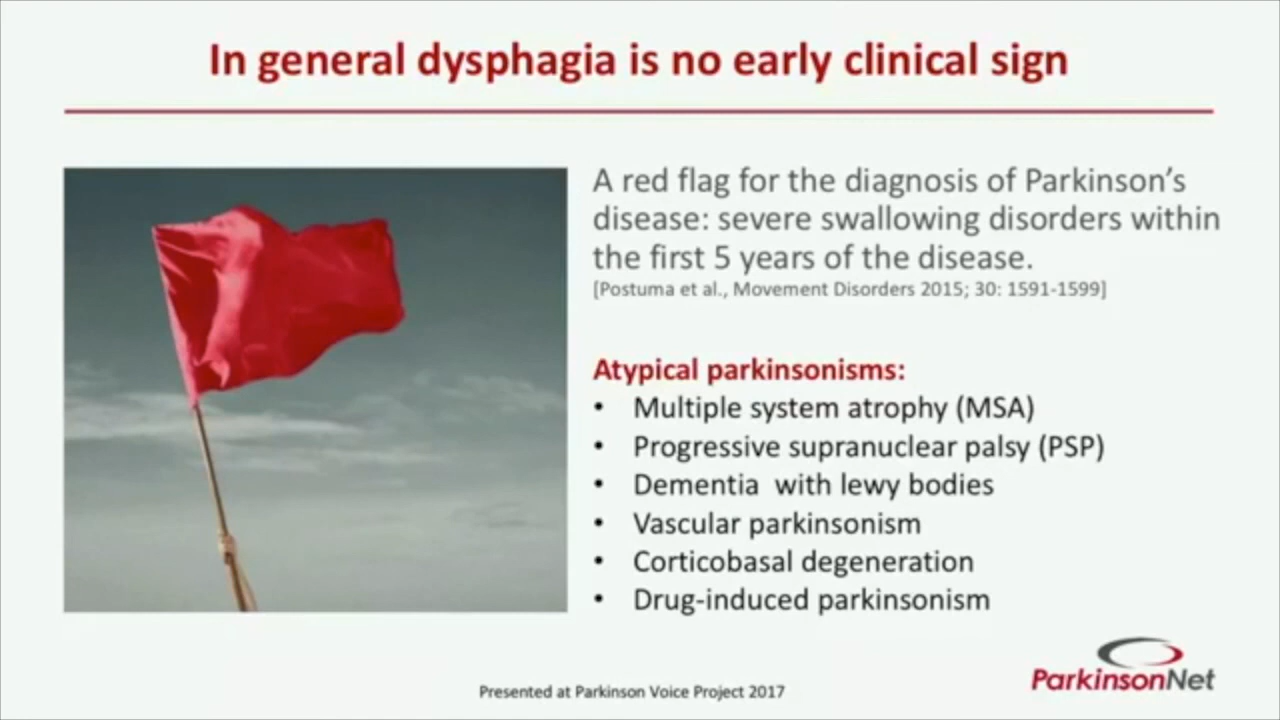 In general dysphagia is no early clinical sign
A red flag for the diagnosis of Parkinson's
disease: severe swallowing disorders within
the first 5 years of the disease.
[Postuma et al., Movement Disorders 2015; 30: 1591-1599]
Atypical parkinsonisms:
• Multiple system atrophy (MSA)
• Progressive supranuclear palsy (PSP)
• Dementia with lewy bodies
• Vascular parkinsonism
• Corticobasal degeneration
• Drug-induced parkinsonism
ParkinsonNet
Presented at Parkinson Voice Project 2017